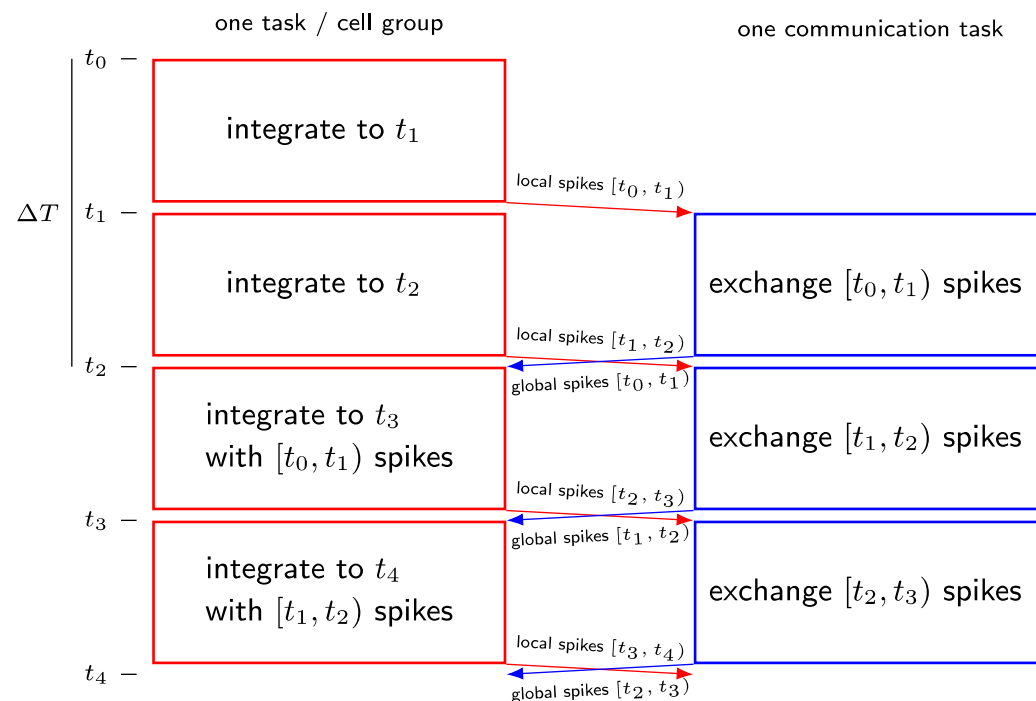 one task / cell group
one communication task
t₀
integrate to t₁
local spikes [t₀, t₁)
ΔT
t₁
integrate to t₂
exchange [t₀, t₁) spikes
local spikes [t₁, t₂)
t₂
global spikes [t₀, t₁)
integrate to t₃
with [t₀, t₁) spikes
exchange [t₁, t₂) spikes
local spikes [t₂, t₃)
t₃
global spikes [t₁, t₂)
integrate to t₄
with [t₁, t₂) spikes
exchange [t₂, t₃) spikes
local spikes [t₃, t₄)
t₄
global spikes [t₂, t₃)